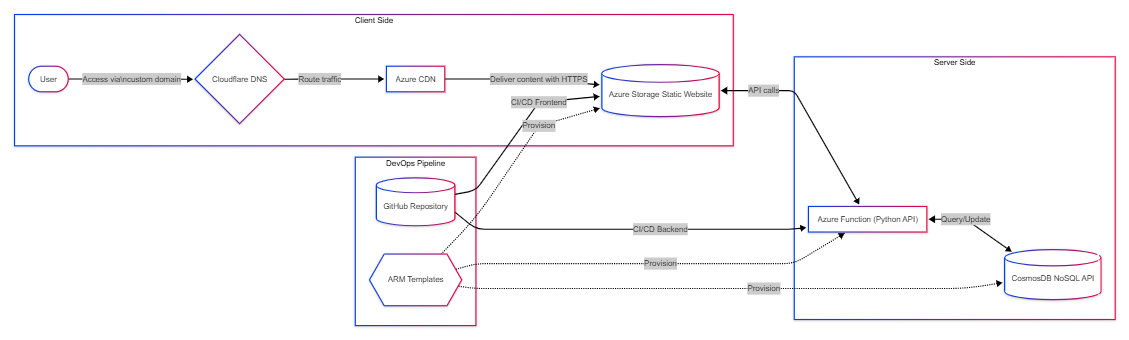 Client Side
User
Access via\ncustom domain
Cloudflare DNS
Route traffic
Azure CDN
Deliver content with HTTPS
Azure Storage Static Website
CI/CD Frontend
Provision
API calls
Server Side
DevOps Pipeline
GitHub Repository
CI/CD Backend
Azure Function (Python API)
Query/Update
ARM Templates
Provision
Provision
CosmosDB NoSQL API